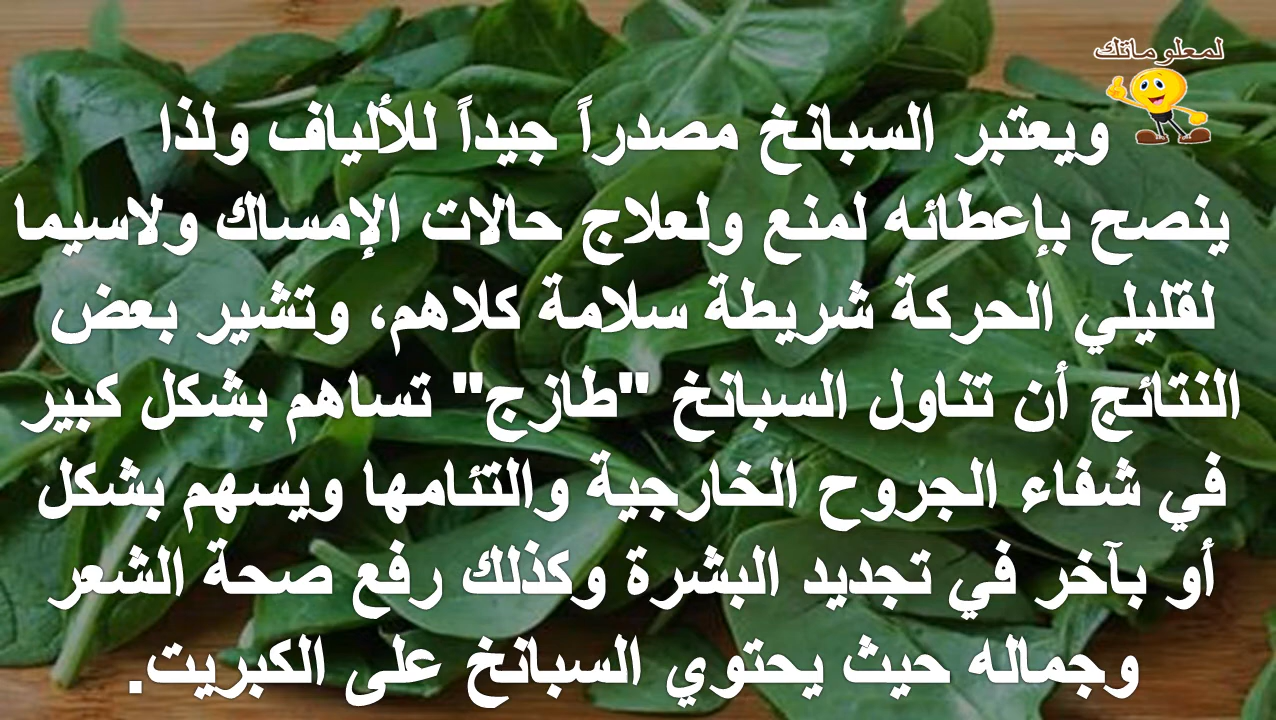 لمعلوماتك
ويعتبر السبانخ مصدراً جيداً للألياف ولذا
ينصح بإعطائه لمنع ولعلاج حالات الإمساك ولاسيما
لقليلي الحركة شريطة سلامة كلاهم، وتشير بعض
النتائج أن تناول السبانخ "طازج" تساهم بشكل كبير
في شفاء الجروح الخارجية والتئامها ويسهم بشكل
أو بآخر في تجديد البشرة وكذلك رفع صحة الشعر
وجماله حيث يحتوي السبانخ على الكبريت.